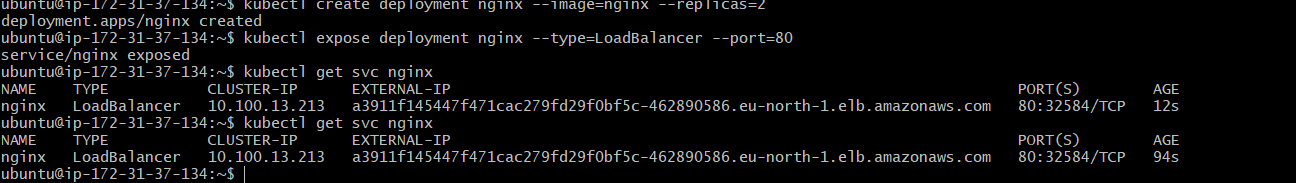 ubuntu@ip-172-31-37-134:~$ kubectl create deployment nginx --image=nginx --replicas=2
deployment.apps/nginx created
ubuntu@ip-172-31-37-134:~$ kubectl expose deployment nginx --type=LoadBalancer --port=80
service/nginx exposed
ubuntu@ip-172-31-37-134:~$ kubectl get svc nginx
NAME TYPE CLUSTER-IP EXTERNAL-IP PORT(S) AGE
nginx LoadBalancer 10.100.13.213 a3911f145447f471cac279fd29f0bf5c-462890586.eu-north-1.elb.amazonaws.com 80:32584/TCP 12s
ubuntu@ip-172-31-37-134:~$ kubectl get svc nginx
NAME TYPE CLUSTER-IP EXTERNAL-IP PORT(S) AGE
nginx LoadBalancer 10.100.13.213 a3911f145447f471cac279fd29f0bf5c-462890586.eu-north-1.elb.amazonaws.com 80:32584/TCP 94s
ubuntu@ip-172-31-37-134:~$